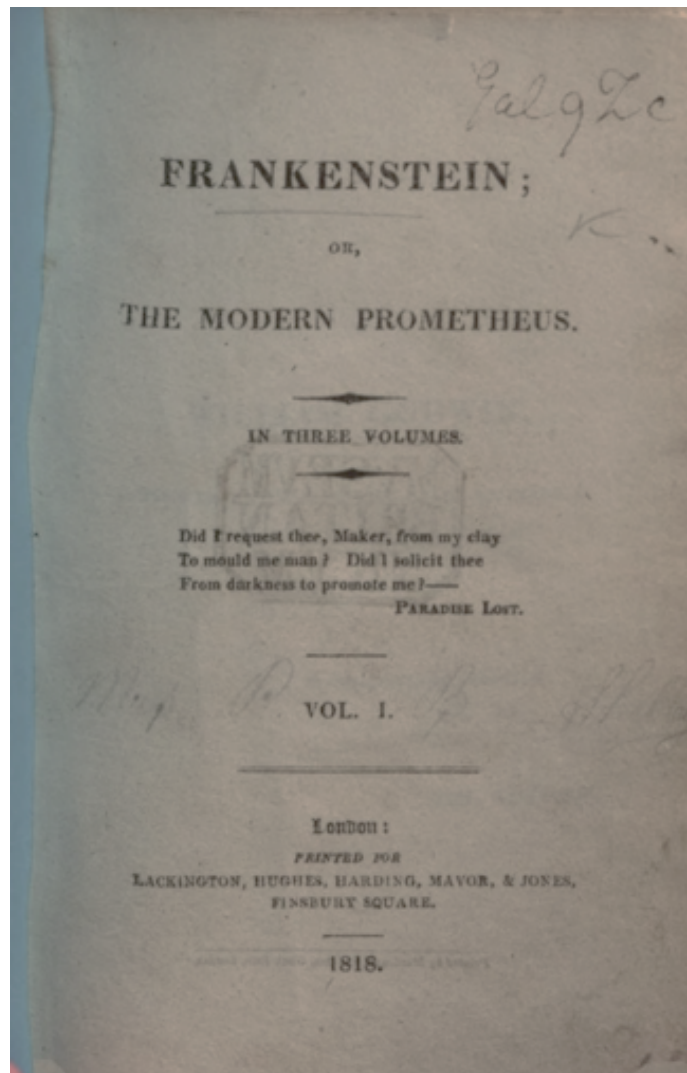 Gal 9 Z c
FRANKENSTEIN;
K
OR,
THE MODERN PROMETHEUS.
IN THREE VOLUMES.
Did I request thee, Maker, from my clay
To mould me man? Did I solicit thee
From darkness to promote me?——
PARADISE LOST.
VOL. I.
London:
PRINTED FOR
LACKINGTON, HUGHES, HARDING, MAVOR, & JONES,
FINSBURY SQUARE.
1818.